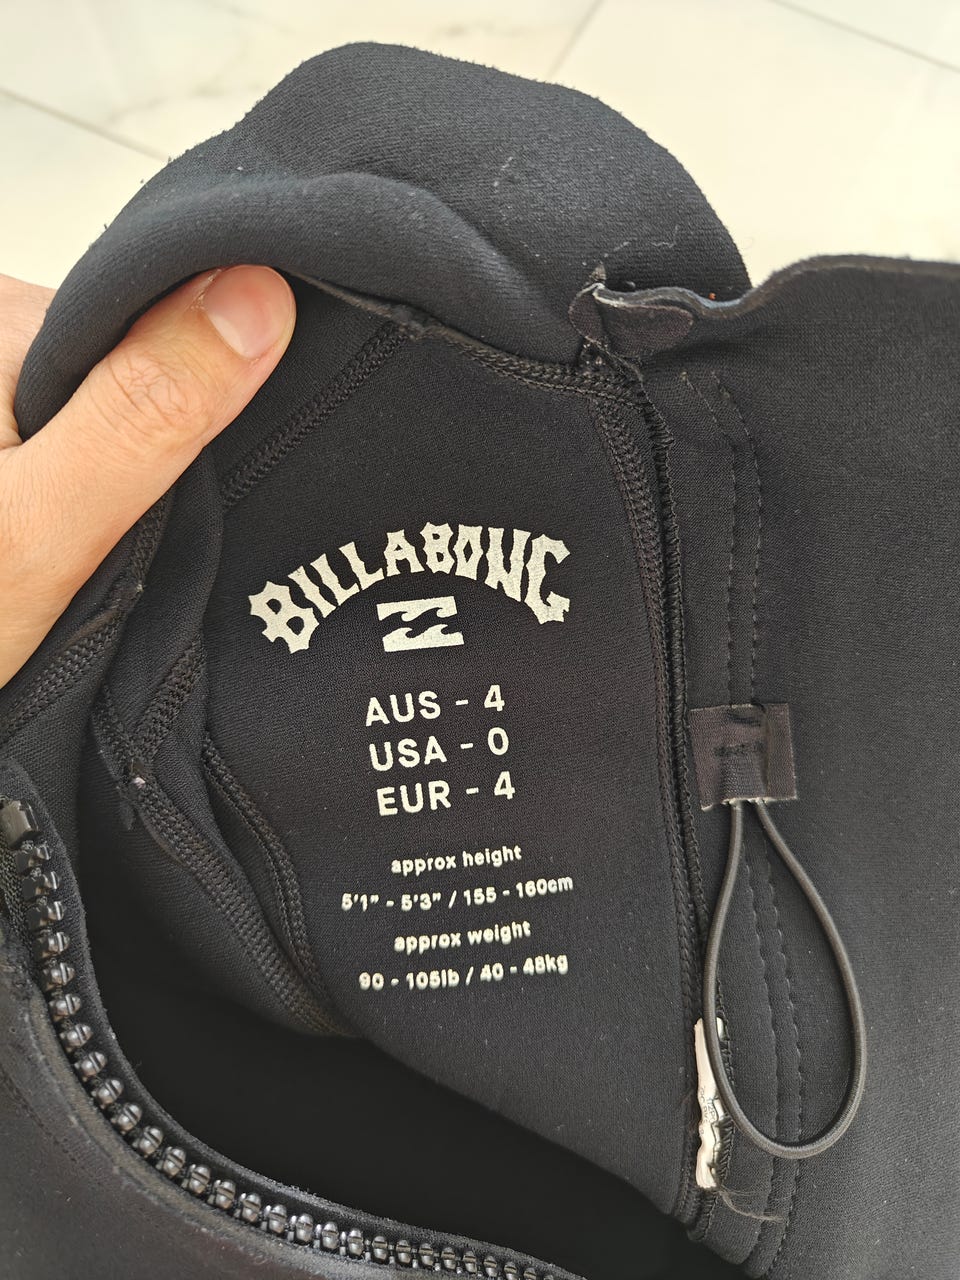 BILLABONG
AUS - 4
USA - 0
EUR - 4
approx height
5'1" - 5'3" / 155 - 160cm
approx weight
90 - 105lb / 40 - 48kg